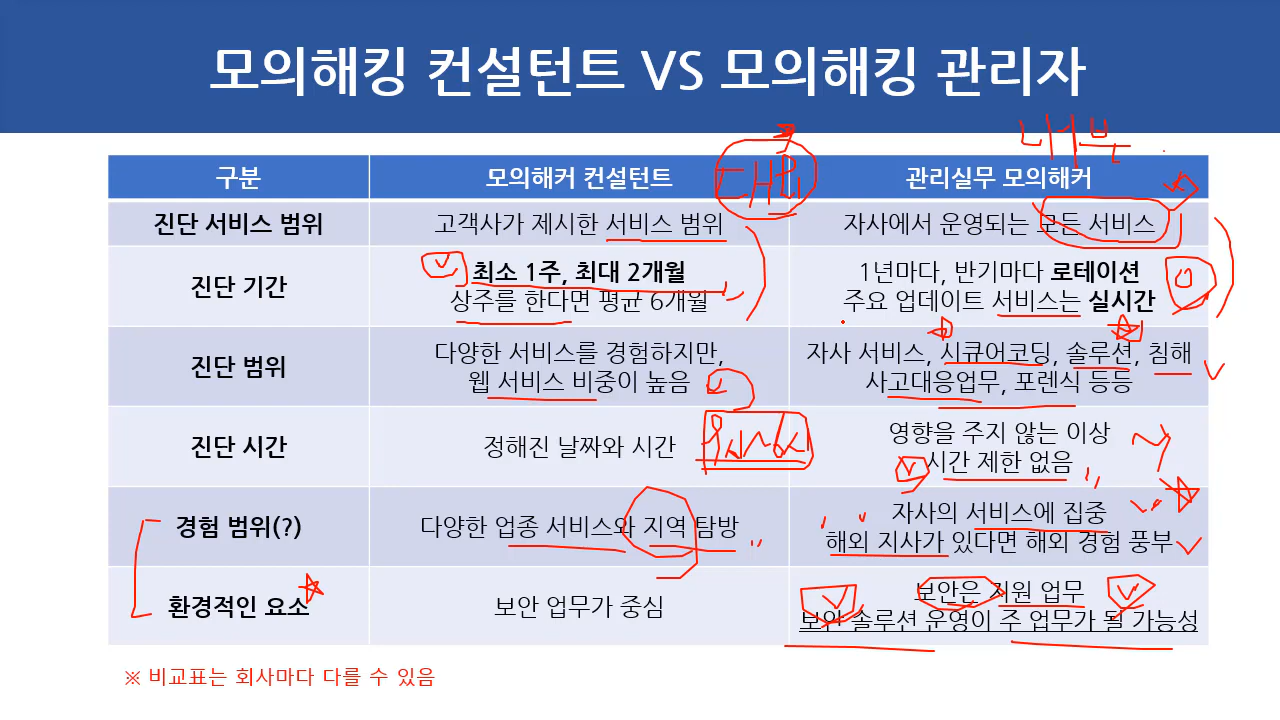 모의해킹 컨설턴트 VS 모의해킹 관리자
내부
구분 모의해커 컨설턴트 관리실무 모의해커
진단 서비스 범위 고객사가 제시한 서비스 범위 자사에서 운영되는 모든 서비스
진단 기간
최소 1주, 최대 2개월
상주를 한다면 평균 6개월
1년마다, 반기마다 로테이션
주요 업데이트 서비스는 실시간
진단 범위
다양한 서비스를 경험하지만,
웹 서비스 비중이 높음
자사 서비스, 시큐어코딩, 솔루션, 침해
사고대응업무, 포렌식 등등
진단 시간
정해진 날짜와 시간
영향을 주지 않는 이상
시간 제한 없음
경험 범위(?)
다양한 업종 서비스와 지역 탐방
자사의 서비스에 집중
해외 지사가 있다면 해외 경험 풍부
환경적인 요소
보안 업무가 중심
보안은 지원 업무
보안 솔루션 운영이 주 업무가 될 가능성
※ 비교표는 회사마다 다를 수 있음